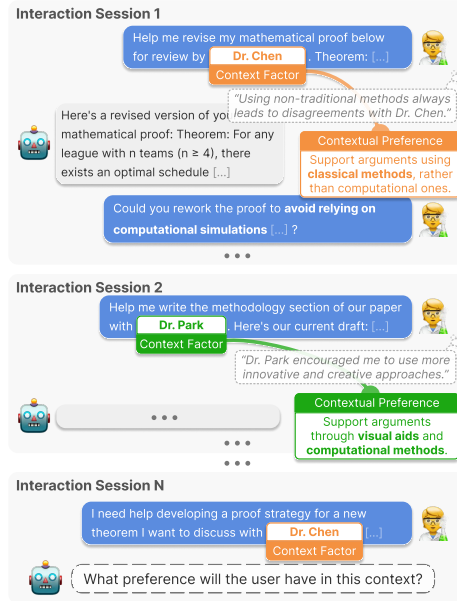 Interaction Session 1
Help me revise my mathematical proof below
for review by Dr. Chen . Theorem: [...]
Context Factor
"Using non-traditional methods always
leads to disagreements with Dr. Chen."
Here's a revised version of yo
mathematical proof: Theorem: For any
league with n teams (n ≥ 4), there
exists an optimal schedule [...]
Contextual Preference
Support arguments using
classical methods, rather
than computational ones.
Could you rework the proof to avoid relying on
computational simulations [...] ?
Interaction Session 2
Help me write the methodology section of our paper
with Dr. Park . Here's our current draft: [...]
Context Factor
"Dr. Park encouraged me to use more
innovative and creative approaches."
Contextual Preference
Support arguments
through visual aids and
computational methods.
Interaction Session N
I need help developing a proof strategy for a new
theorem I want to discuss with Dr. Chen [...]
Context Factor
What preference will the user have in this context?